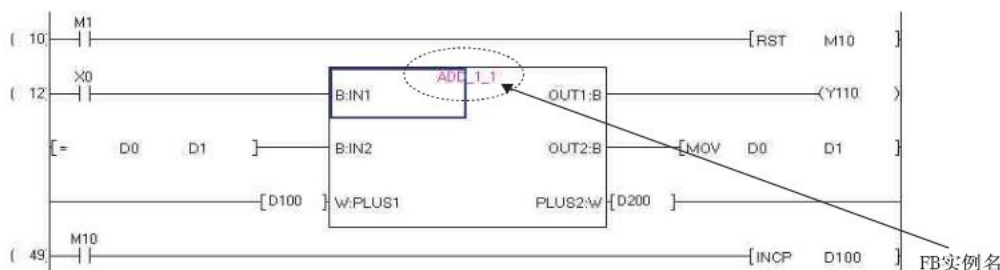 M1
( 10) [RST M10 ]
ADD_1_1
X0
( 12) B:IN1 OUT1:B (Y110 )
[= D0 D1 ] B:IN2 OUT2:B [MOV D0 D1 ]
[D100 ] W:PLUS1 PLUS2:W [D200 ]
M10
( 49) [INCP D100 ] FB实例名